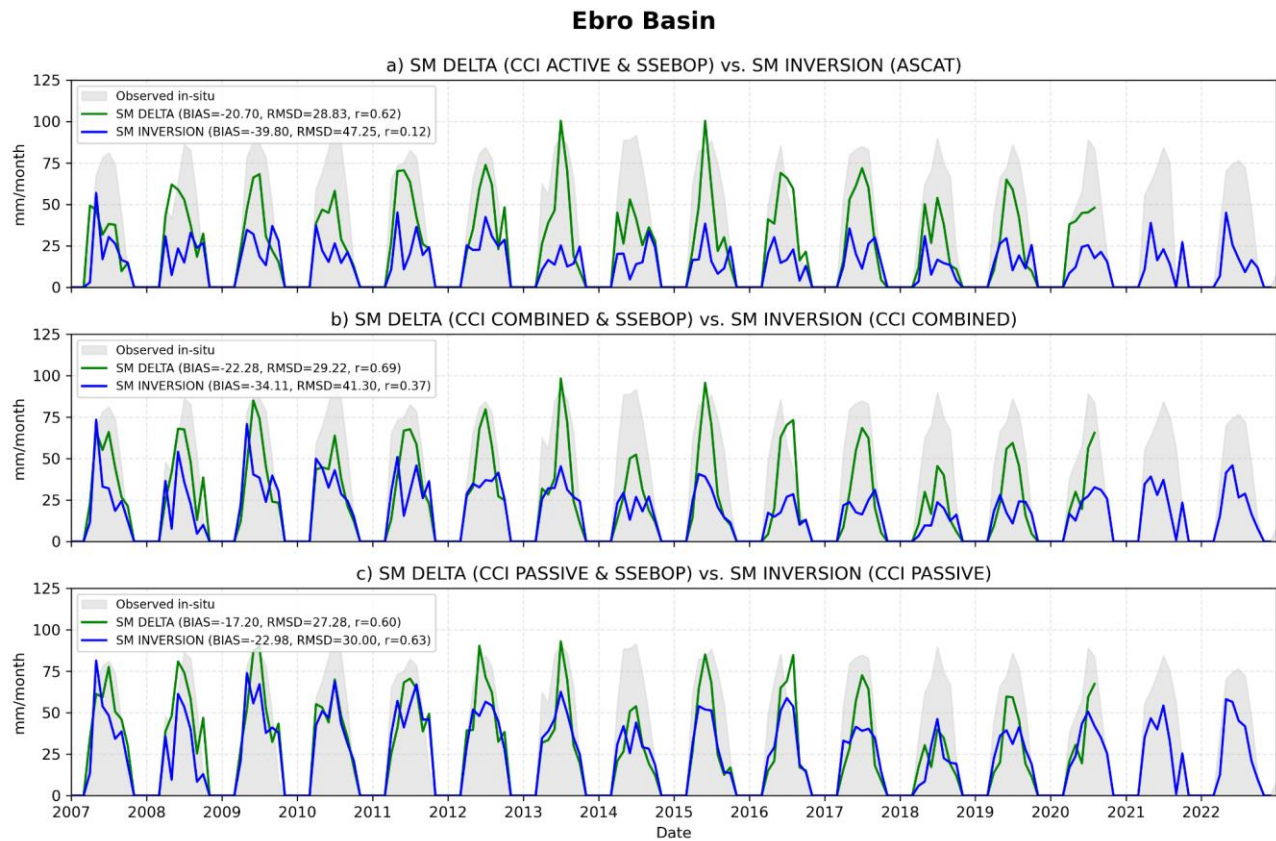 Ebro Basin
a) SM DELTA (CCI ACTIVE & SSEBOP) vs. SM INVERSION (ASCAT)
125
100
75
50
25
0
mm/month
Observed in-situ
SM DELTA (BIAS=-20.70, RMSD=28.83, r=0.62)
SM INVERSION (BIAS=-39.80, RMSD=47.25, r=0.12)
b) SM DELTA (CCI COMBINED & SSEBOP) vs. SM INVERSION (CCI COMBINED)
125
100
75
50
25
0
mm/month
Observed in-situ
SM DELTA (BIAS=-22.28, RMSD=29.22, r=0.69)
SM INVERSION (BIAS=-34.11, RMSD=41.30, r=0.37)
c) SM DELTA (CCI PASSIVE & SSEBOP) vs. SM INVERSION (CCI PASSIVE)
125
100
75
50
25
0
mm/month
Observed in-situ
SM DELTA (BIAS=-17.20, RMSD=27.28, r=0.60)
SM INVERSION (BIAS=-22.98, RMSD=30.00, r=0.63)
2007 2008 2009 2010 2011 2012 2013 2014 2015 2016 2017 2018 2019 2020 2021 2022
Date